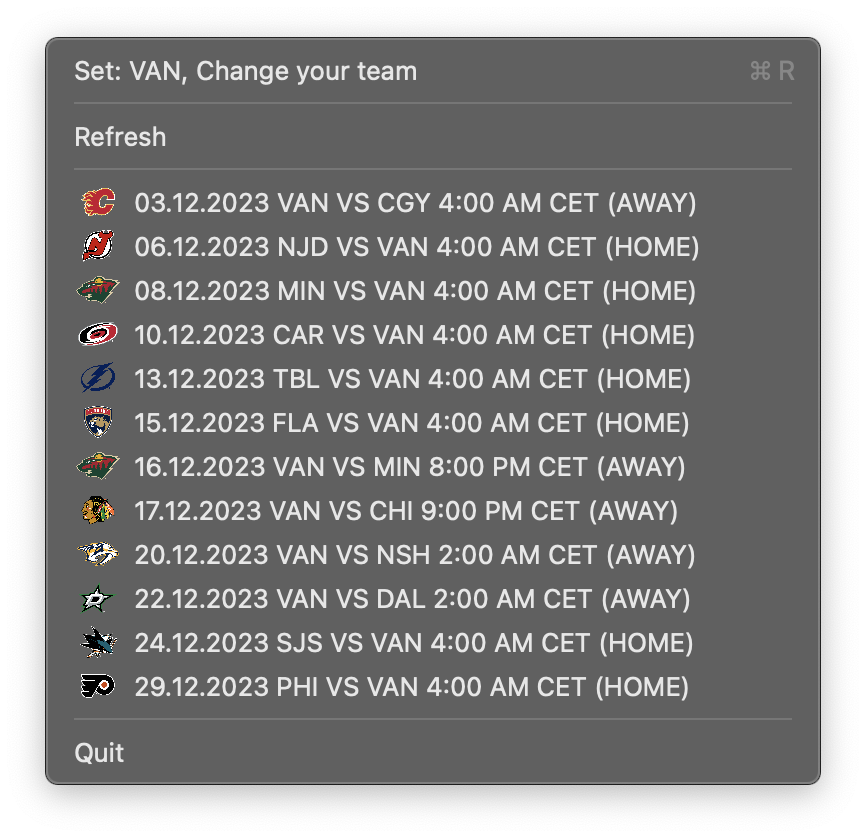 Set: VAN, Change your team ⌘ R
Refresh
03.12.2023 VAN VS CGY 4:00 AM CET (AWAY)
06.12.2023 NJD VS VAN 4:00 AM CET (HOME)
08.12.2023 MIN VS VAN 4:00 AM CET (HOME)
10.12.2023 CAR VS VAN 4:00 AM CET (HOME)
13.12.2023 TBL VS VAN 4:00 AM CET (HOME)
15.12.2023 FLA VS VAN 4:00 AM CET (HOME)
16.12.2023 VAN VS MIN 8:00 PM CET (AWAY)
17.12.2023 VAN VS CHI 9:00 PM CET (AWAY)
20.12.2023 VAN VS NSH 2:00 AM CET (AWAY)
22.12.2023 VAN VS DAL 2:00 AM CET (AWAY)
24.12.2023 SJS VS VAN 4:00 AM CET (HOME)
29.12.2023 PHI VS VAN 4:00 AM CET (HOME)
Quit